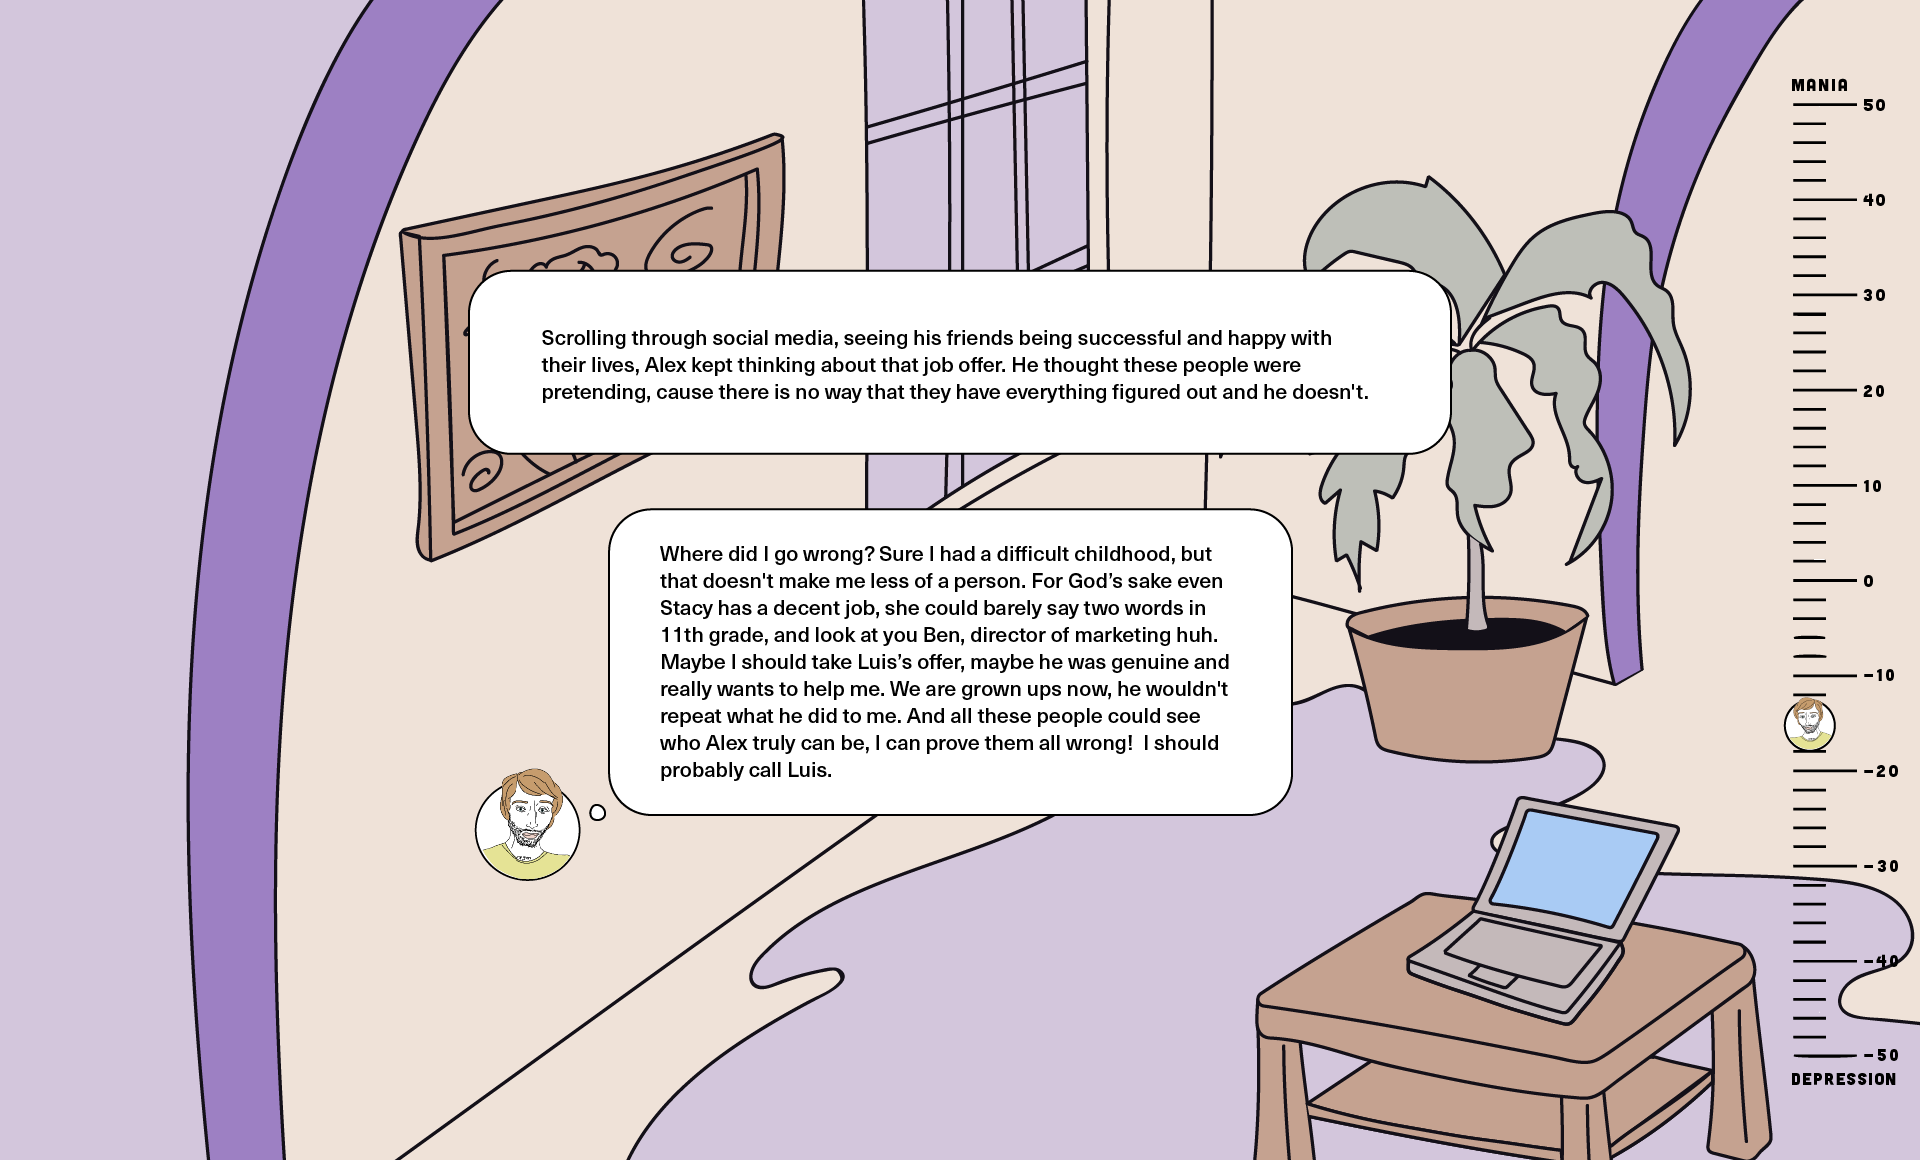 Scrolling through social media, seeing his friends being successful and happy with
their lives, Alex kept thinking about that job offer. He thought these people were
pretending, cause there is no way that they have everything figured out and he doesn't.
Where did I go wrong? Sure I had a difficult childhood, but
that doesn't make me less of a person. For God’s sake even
Stacy has a decent job, she could barely say two words in
11th grade, and look at you Ben, director of marketing huh.
Maybe I should take Luis’s offer, maybe he was genuine and
really wants to help me. We are grown ups now, he wouldn't
repeat what he did to me. And all these people could see
who Alex truly can be, I can prove them all wrong!  I should
probably call Luis.
MANIA
50
40
30
20
10
0
-10
-20
-30
-40
-50
DEPRESSION